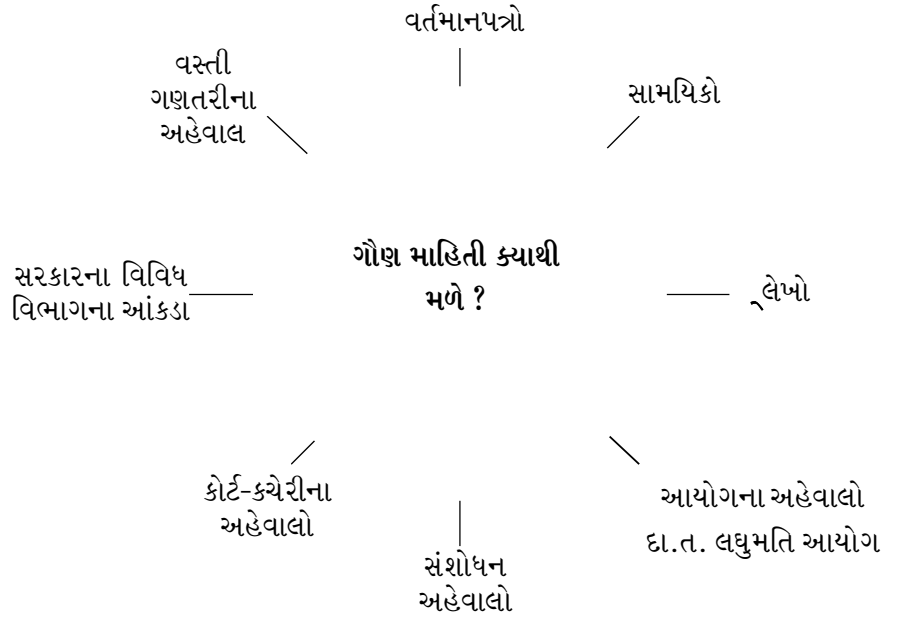 વર્તમાનપત્રો
વસ્તી
ગણતરીના
અહેવાલ
સામયિકો
ગૌણ માહિતી ક્યાથી
મળે ?
સરકારના વિવિધ
વિભાગના આંકડા
લેખો
કોર્ટ-કચેરીના
અહેવાલો
આયોગના અહેવાલો
દા.ત. લઘુમતિ આયોગ
સંશોધન
અહેવાલો